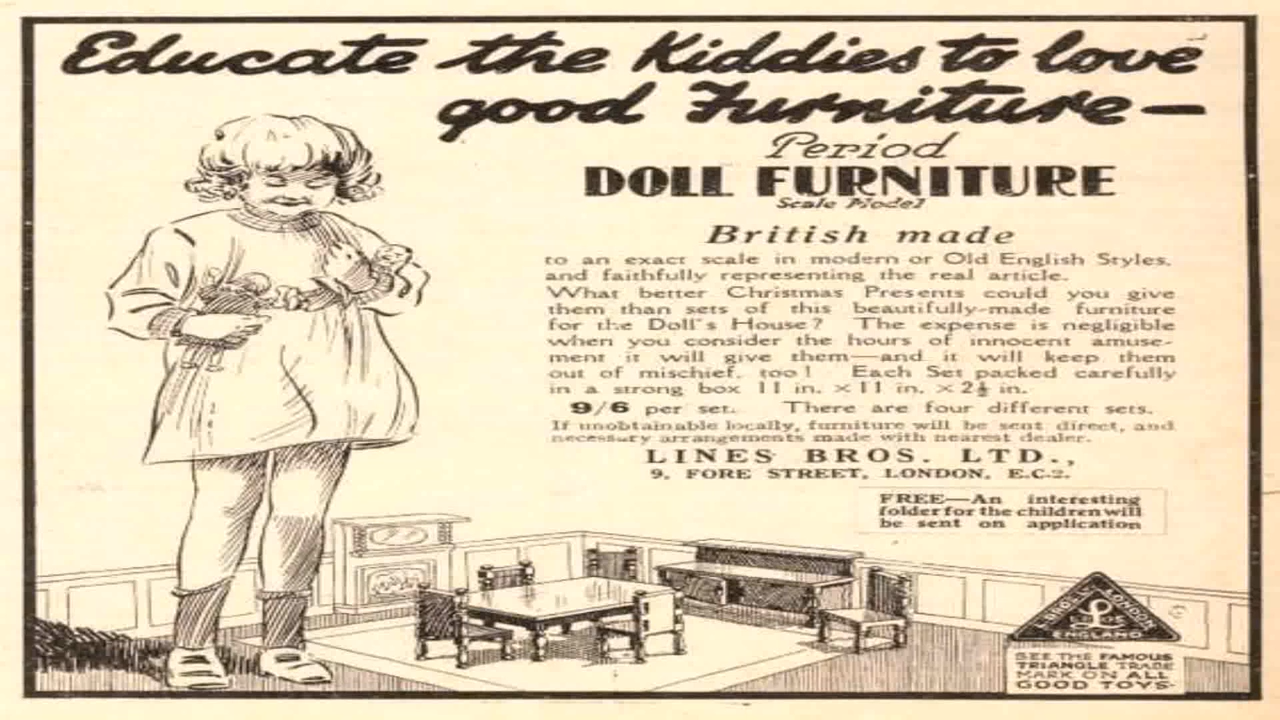 Educate the Kiddies to love
good Furniture —
Period
DOLL FURNITURE
Scale Model
British made
to an exact scale in modern or Old English Styles,
and faithfully representing the real article.
What better Christmas Presents could you give
them than sets of this beautifully-made furniture
for the Doll's House? The expense is negligible
when you consider the hours of innocent amuse-
ment it will give them—and it will keep them
out of mischief, too! Each Set packed carefully
in a strong box 11 in. × 11 in. × 2½ in.
9/6 per set. There are four different sets.
If unobtainable locally, furniture will be sent direct, and
necessary arrangements made with nearest dealer.
LINES BROS. LTD.,
9, FORE STREET, LONDON, E.C.2.
FREE—An interesting
folder for the children will
be sent on application
LONDON
ENGLAND
SEE THE FAMOUS
TRIANGLE TRADE
MARK ON ALL
GOOD TOYS.